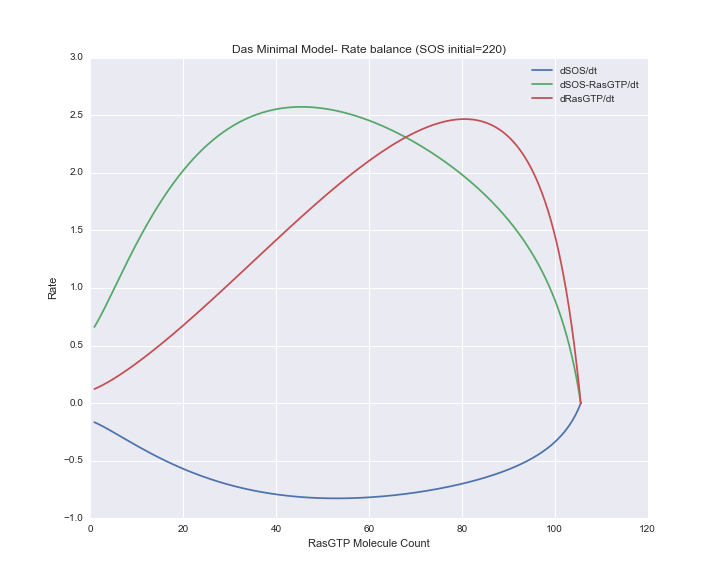 Das Minimal Model- Rate balance (SOS initial=220)
dSOS/dt
dSOS-RasGTP/dt
dRasGTP/dt
3.0
2.5
2.0
1.5
1.0
0.5
0.0
−0.5
−1.0
Rate
0 20 40 60 80 100 120
RasGTP Molecule Count